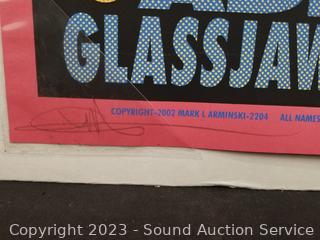 GLASSJAW
COPYRIGHT-2002 MARK L ARMINSKI-2204 ALL NAMES
Copyright 2023 - Sound Auction Service